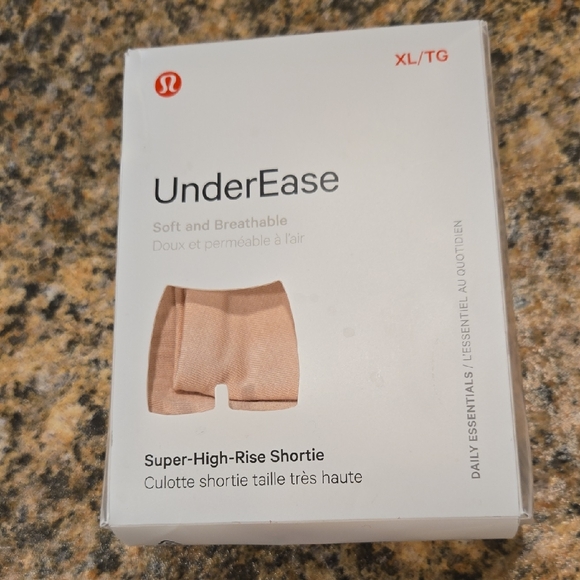 XL/TG
UnderEase
Soft and Breathable
Doux et perméable à l'air
DAILY ESSENTIALS / L'ESSENTIEL AU QUOTIDIEN
Super-High-Rise Shortie
Culotte shortie taille très haute